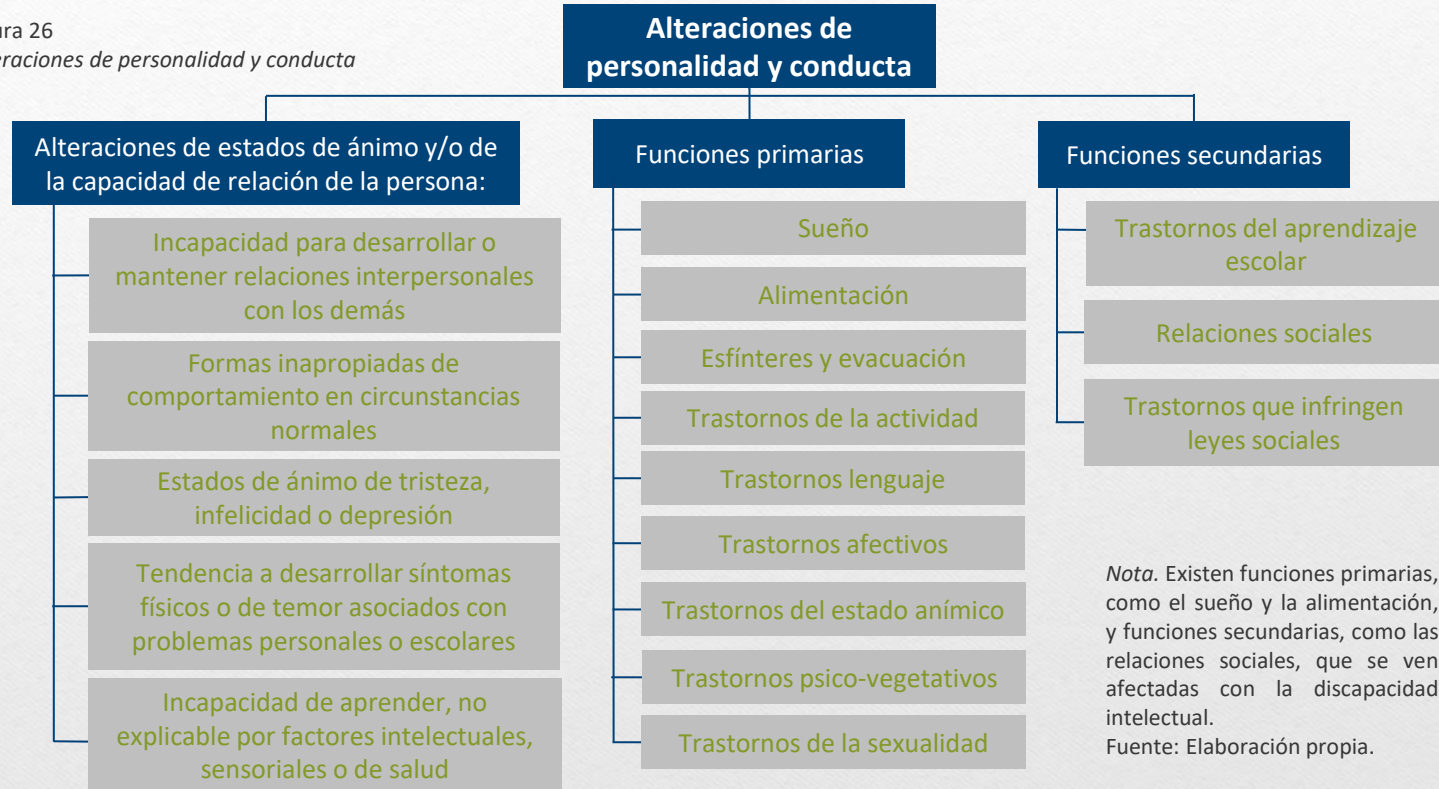 ura 26
eraciones de personalidad y conducta
Alteraciones de
personalidad y conducta
Alteraciones de estados de ánimo y/o de
la capacidad de relación de la persona:
Incapacidad para desarrollar o
mantener relaciones interpersonales
con los demás
Formas inapropiadas de
comportamiento en circunstancias
normales
Estados de ánimo de tristeza,
infelicidad o depresión
Tendencia a desarrollar síntomas
físicos o de temor asociados con
problemas personales o escolares
Incapacidad de aprender, no
explicable por factores intelectuales,
sensoriales o de salud
Funciones primarias
Sueño
Alimentación
Esfínteres y evacuación
Trastornos de la actividad
Trastornos lenguaje
Trastornos afectivos
Trastornos del estado anímico
Trastornos psico-vegetativos
Trastornos de la sexualidad
Funciones secundarias
Trastornos del aprendizaje
escolar
Relaciones sociales
Trastornos que infringen
leyes sociales
Nota. Existen funciones primarias,
como el sueño y la alimentación,
y funciones secundarias, como las
relaciones sociales, que se ven
afectadas con la discapacidad
intelectual.
Fuente: Elaboración propia.